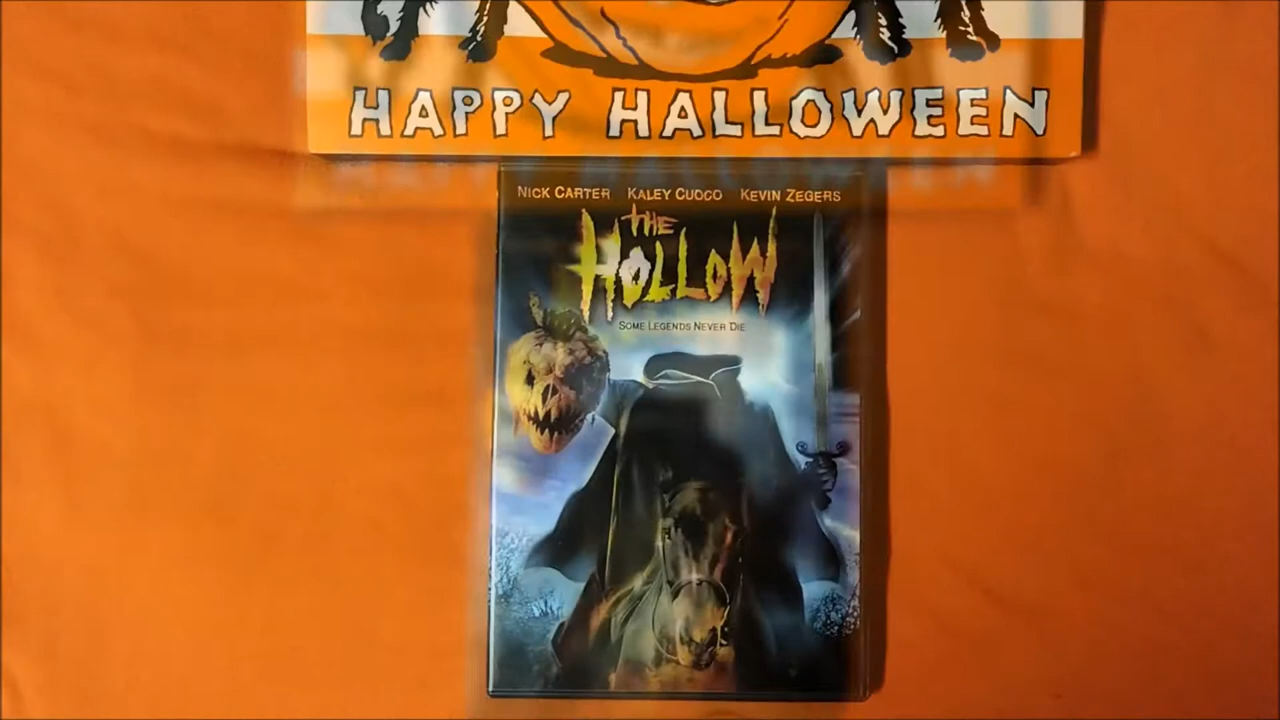 HAPPY HALLOWEEN
NICK CARTER KALEY CUOCO KEVIN ZEGERS
THE
HOLLOW
SOME LEGENDS NEVER DIE